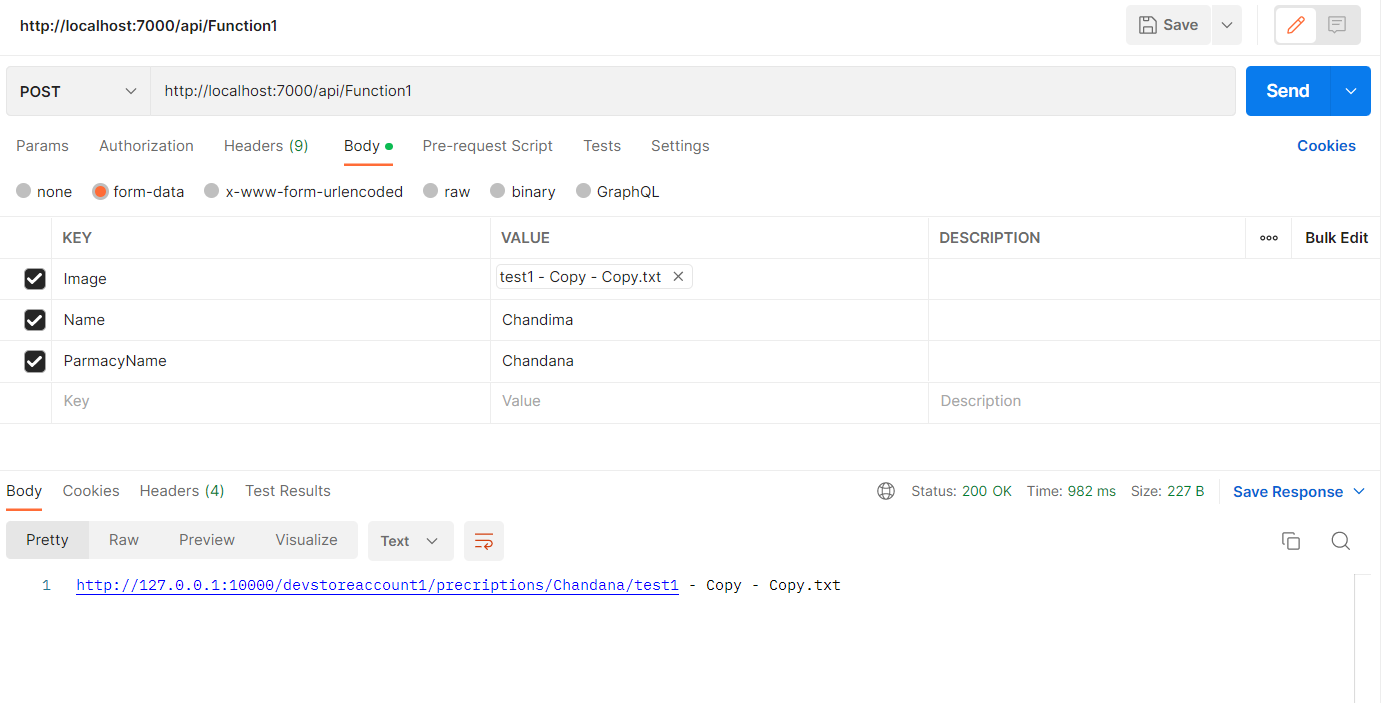 http://localhost:7000/api/Function1 Save
POST http://localhost:7000/api/Function1 Send
Params Authorization Headers (9) Body Pre-request Script Tests Settings Cookies
none form-data x-www-form-urlencoded raw binary GraphQL
KEY VALUE DESCRIPTION Bulk Edit
Image test1 - Copy - Copy.txt
Name Chandima
ParmacyName Chandana
Key Value Description
Body Cookies Headers (4) Test Results Status: 200 OK Time: 982 ms Size: 227 B Save Response
Pretty Raw Preview Visualize Text
1 http://127.0.0.1:10000/devstoreaccount1/precriptions/Chandana/test1 - Copy - Copy.txt